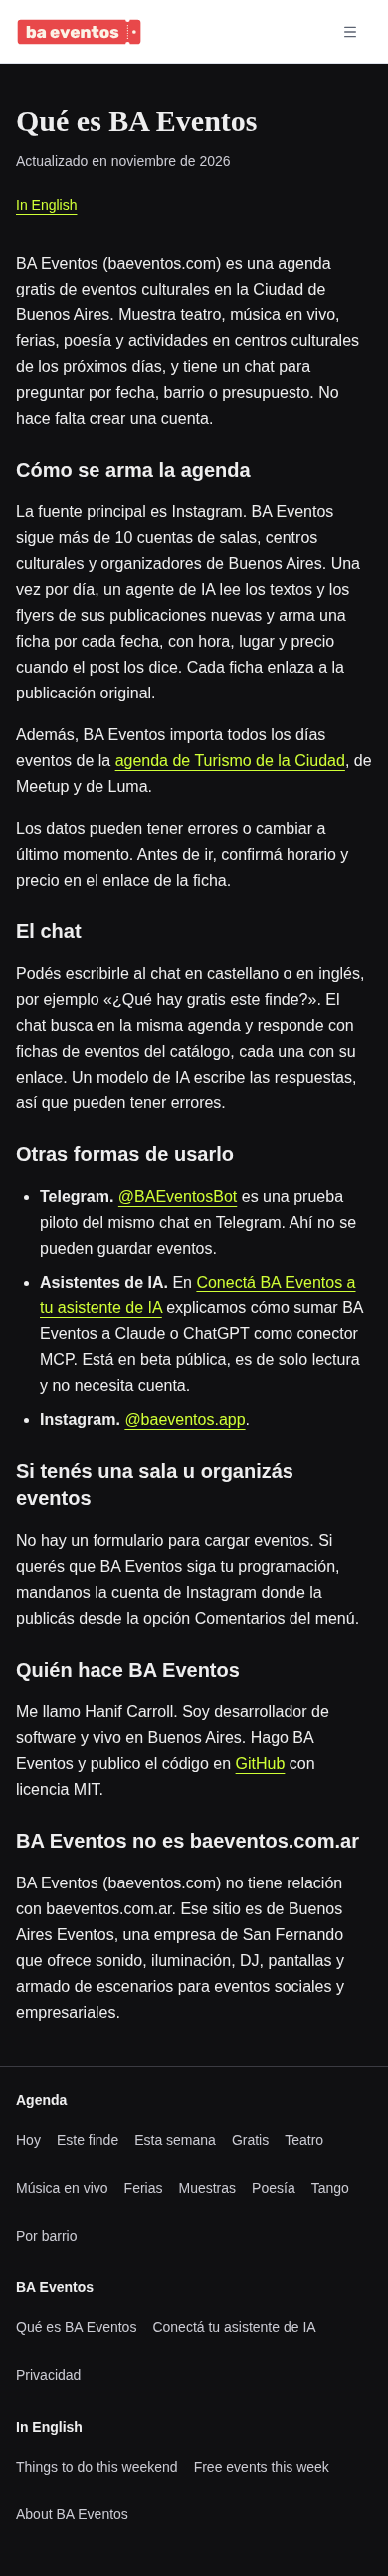 ba eventos
Qué es BA Eventos
Actualizado en noviembre de 2026
In English
BA Eventos (baeventos.com) es una agenda
gratis de eventos culturales en la Ciudad de
Buenos Aires. Muestra teatro, música en vivo,
ferias, poesía y actividades en centros culturales
de los próximos días, y tiene un chat para
preguntar por fecha, barrio o presupuesto. No
hace falta crear una cuenta.
Cómo se arma la agenda
La fuente principal es Instagram. BA Eventos
sigue más de 10 cuentas de salas, centros
culturales y organizadores de Buenos Aires. Una
vez por día, un agente de IA lee los textos y los
flyers de sus publicaciones nuevas y arma una
ficha por cada fecha, con hora, lugar y precio
cuando el post los dice. Cada ficha enlaza a la
publicación original.
Además, BA Eventos importa todos los días
eventos de la agenda de Turismo de la Ciudad, de
Meetup y de Luma.
Los datos pueden tener errores o cambiar a
último momento. Antes de ir, confirmá horario y
precio en el enlace de la ficha.
El chat
Podés escribirle al chat en castellano o en inglés,
por ejemplo «¿Qué hay gratis este finde?». El
chat busca en la misma agenda y responde con
fichas de eventos del catálogo, cada una con su
enlace. Un modelo de IA escribe las respuestas,
así que pueden tener errores.
Otras formas de usarlo
• Telegram. @BAEventosBot es una prueba
piloto del mismo chat en Telegram. Ahí no se
pueden guardar eventos.
• Asistentes de IA. En Conectá BA Eventos a
tu asistente de IA explicamos cómo sumar BA
Eventos a Claude o ChatGPT como conector
MCP. Está en beta pública, es de solo lectura
y no necesita cuenta.
• Instagram. @baeventos.app.
Si tenés una sala u organizás
eventos
No hay un formulario para cargar eventos. Si
querés que BA Eventos siga tu programación,
mandanos la cuenta de Instagram donde la
publicás desde la opción Comentarios del menú.
Quién hace BA Eventos
Me llamo Hanif Carroll. Soy desarrollador de
software y vivo en Buenos Aires. Hago BA
Eventos y publico el código en GitHub con
licencia MIT.
BA Eventos no es baeventos.com.ar
BA Eventos (baeventos.com) no tiene relación
con baeventos.com.ar. Ese sitio es de Buenos
Aires Eventos, una empresa de San Fernando
que ofrece sonido, iluminación, DJ, pantallas y
armado de escenarios para eventos sociales y
empresariales.
Agenda
Hoy Este finde Esta semana Gratis Teatro
Música en vivo Ferias Muestras Poesía Tango
Por barrio
BA Eventos
Qué es BA Eventos Conectá tu asistente de IA
Privacidad
In English
Things to do this weekend Free events this week
About BA Eventos